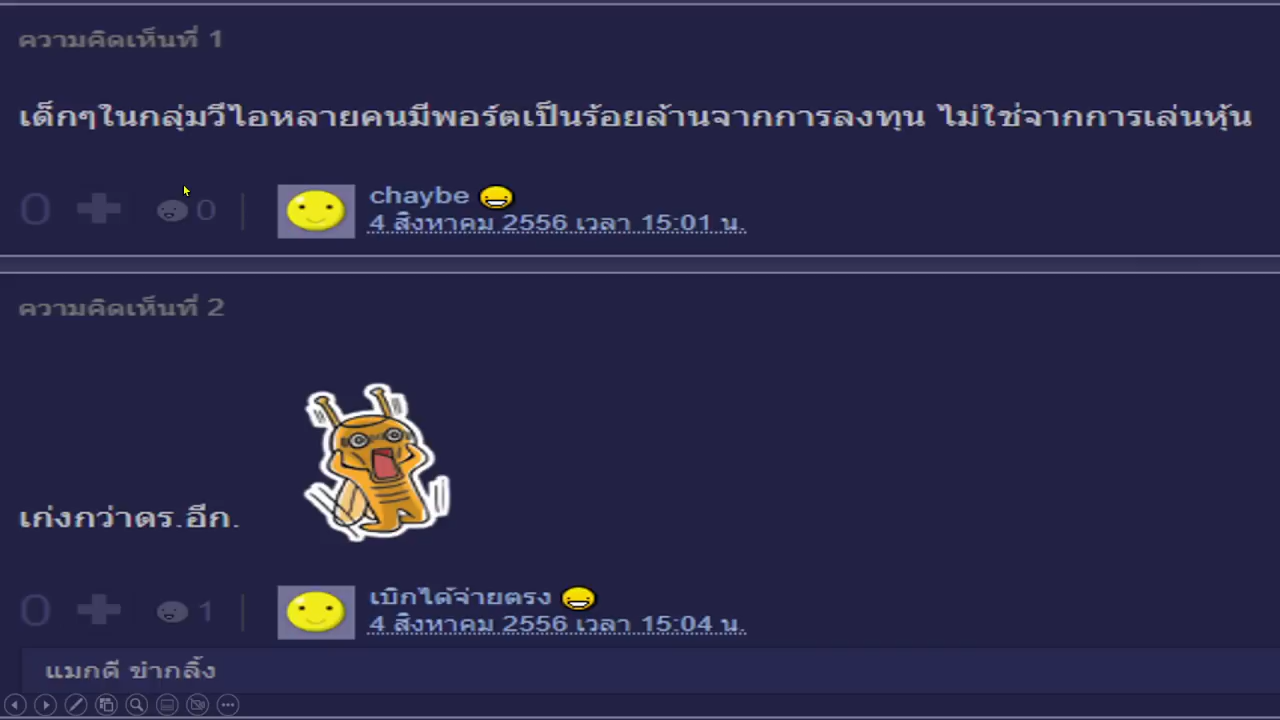 ความคิดเห็นที่ 1
เด็กๆในกลุ่มวีไอหลายคนมีพอร์ตเป็นร้อยล้านจากการลงทุน ไม่ใช่จากการเล่นหุ้น
0 0
chaybe
4 สิงหาคม 2556 เวลา 15:01 น.
ความคิดเห็นที่ 2
เก่งกว่าดร.อีก.
0 1
เบิกได้จ่ายตรง
4 สิงหาคม 2556 เวลา 15:04 น.
แมกดี ขำกลิ้ง